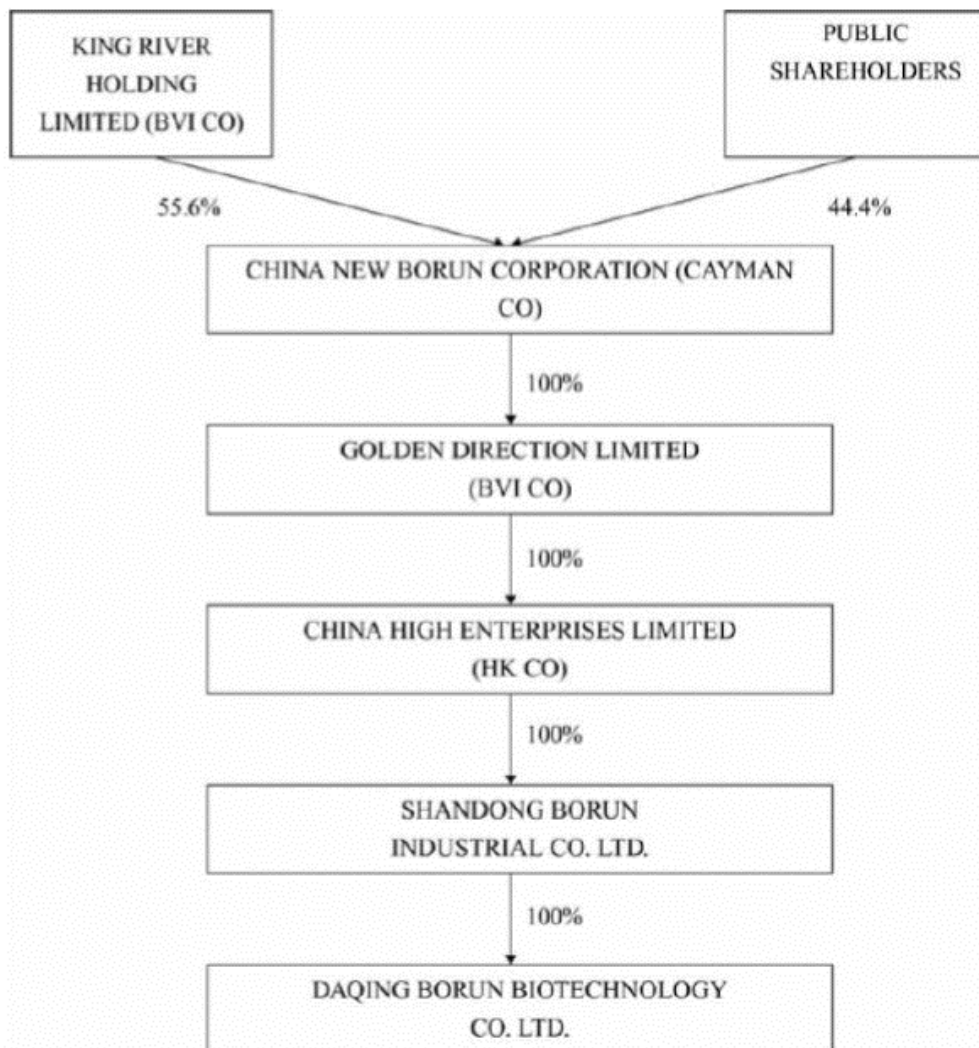 KING RIVER
HOLDING
LIMITED (BVI CO)
PUBLIC
SHAREHOLDERS
55.6%
44.4%
CHINA NEW BORUN CORPORATION (CAYMAN
CO)
100%
GOLDEN DIRECTION LIMITED
(BVI CO)
100%
CHINA HIGH ENTERPRISES LIMITED
(HK CO)
100%
SHANDONG BORUN
INDUSTRIAL CO. LTD.
100%
DAQING BORUN BIOTECHNOLOGY
CO. LTD.